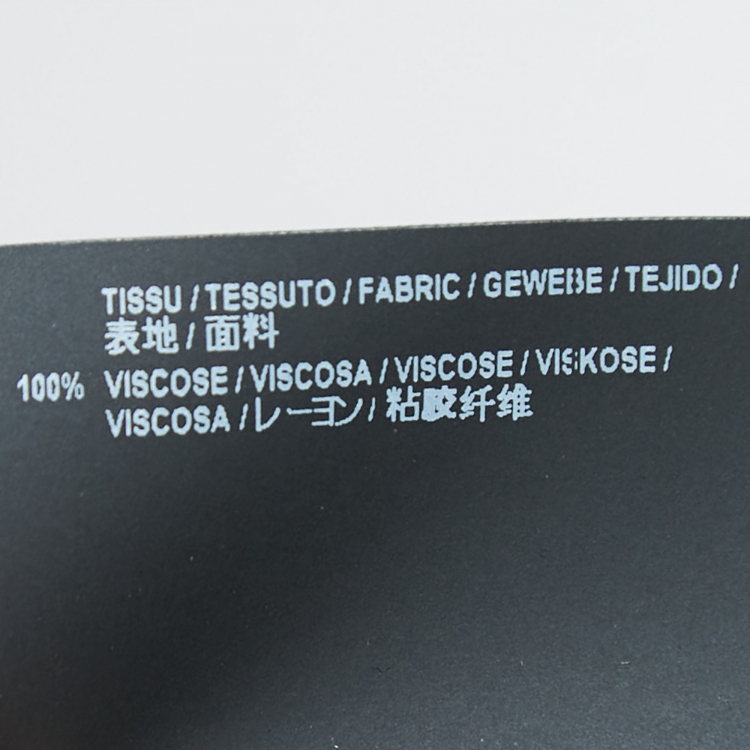 TISSU / TESSUTO / FABRIC / GEWEBE / TEJIDO /
表地 / 面料
100% VISCOSE / VISCOSA / VISCOSE / VISKOSE /
VISCOSA / レーヨン / 粘胶纤维